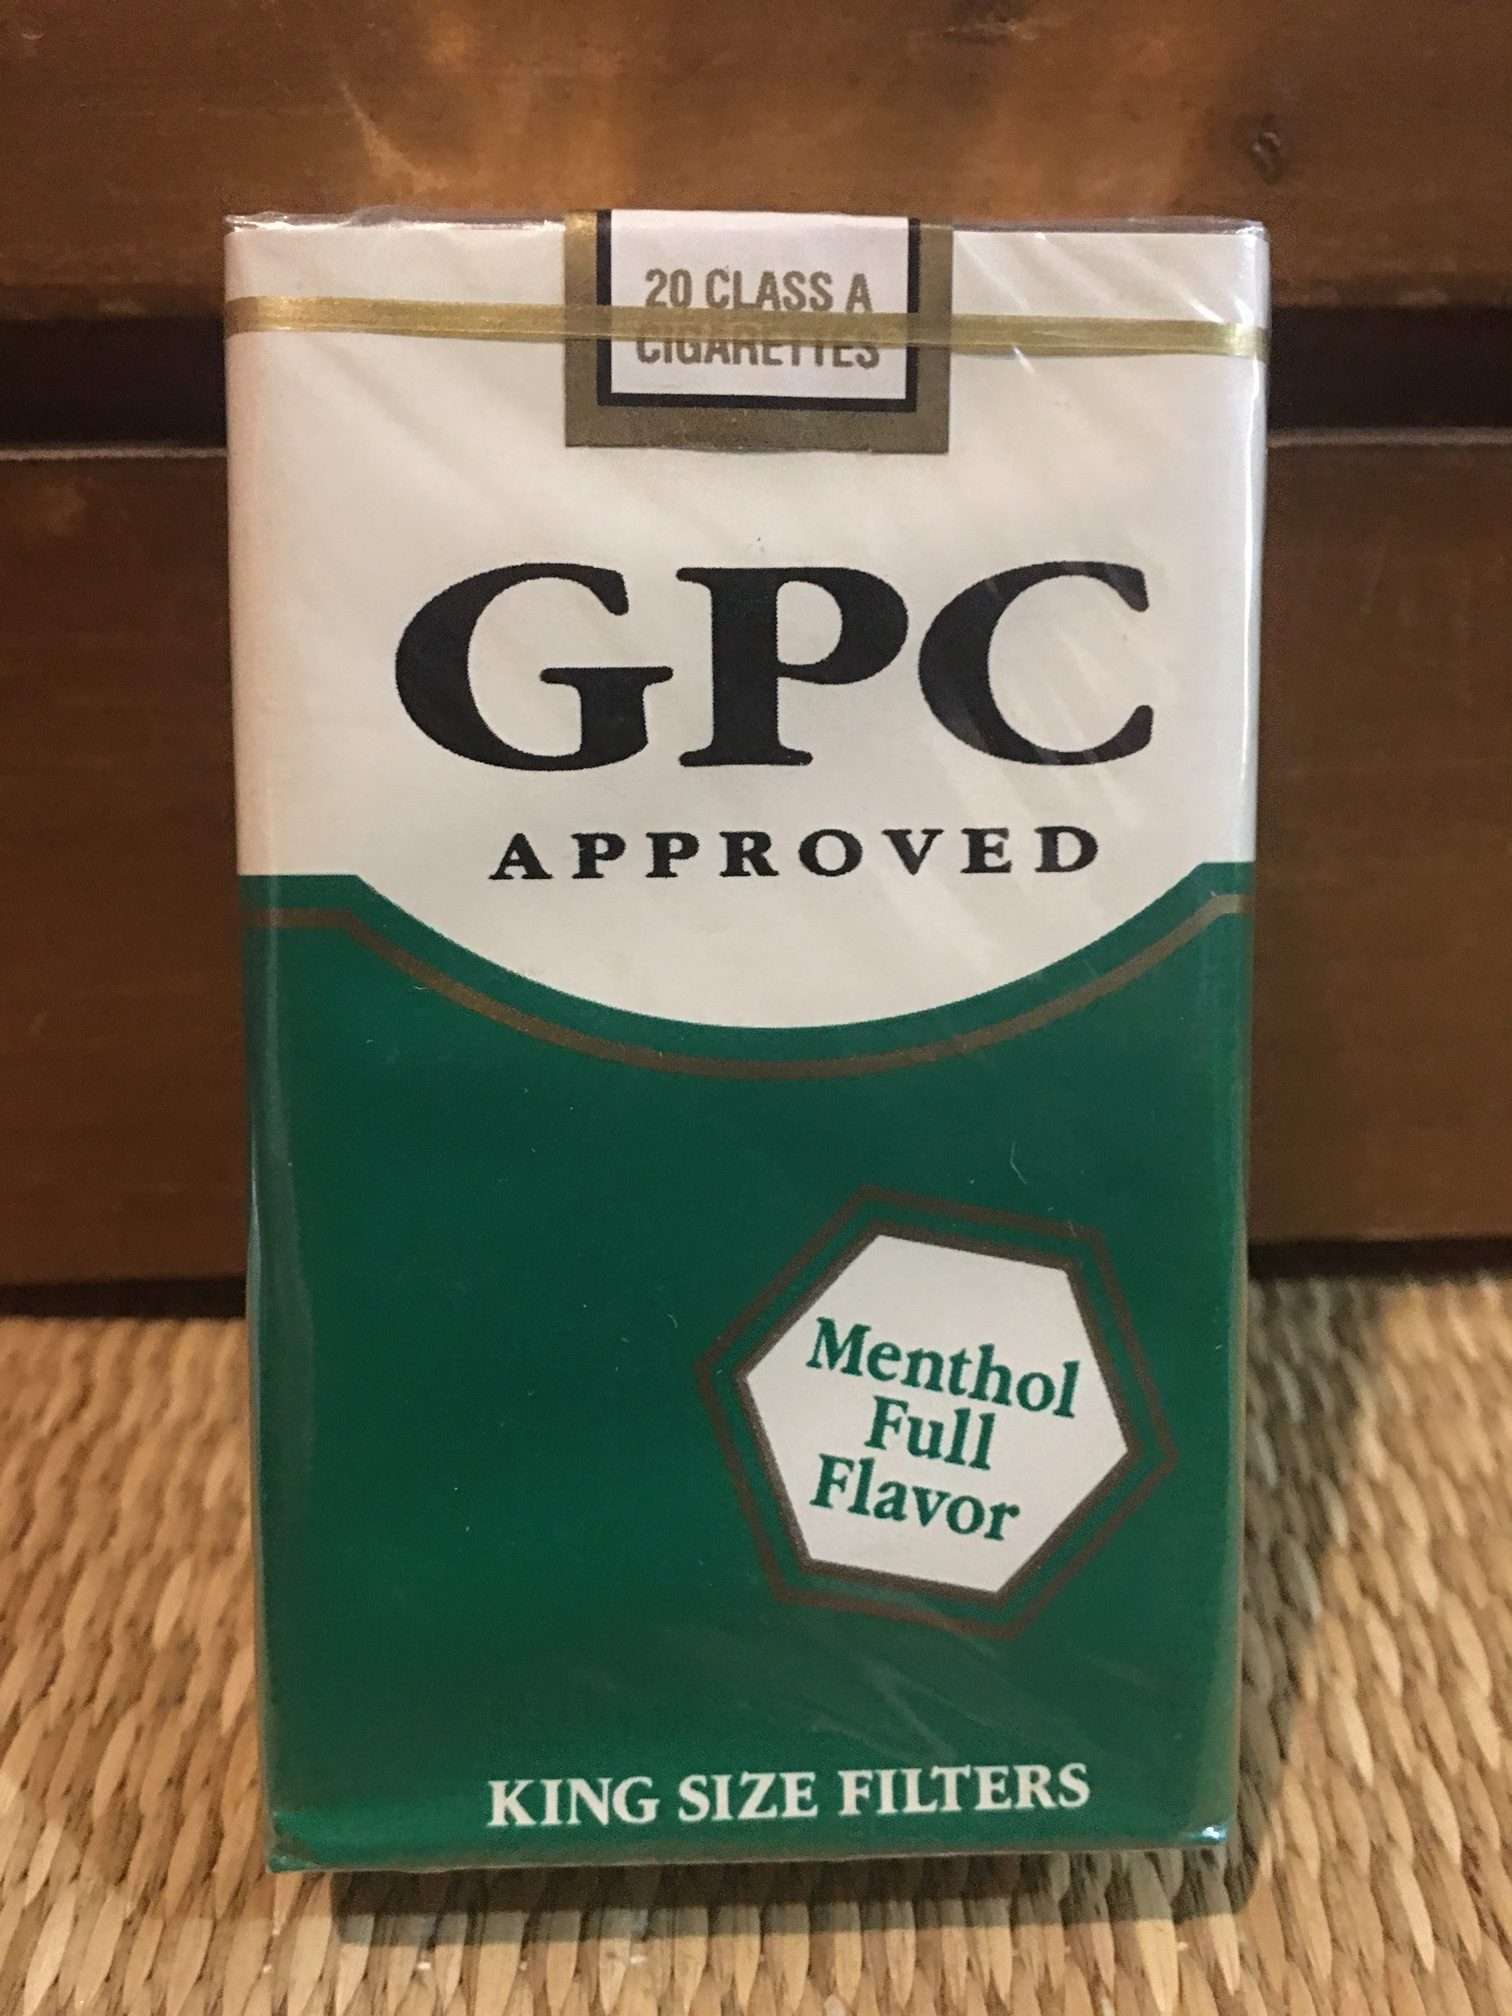 20 CLASS A
CIGARETTES
GPC
APPROVED
Menthol
Full
Flavor
KING SIZE FILTERS